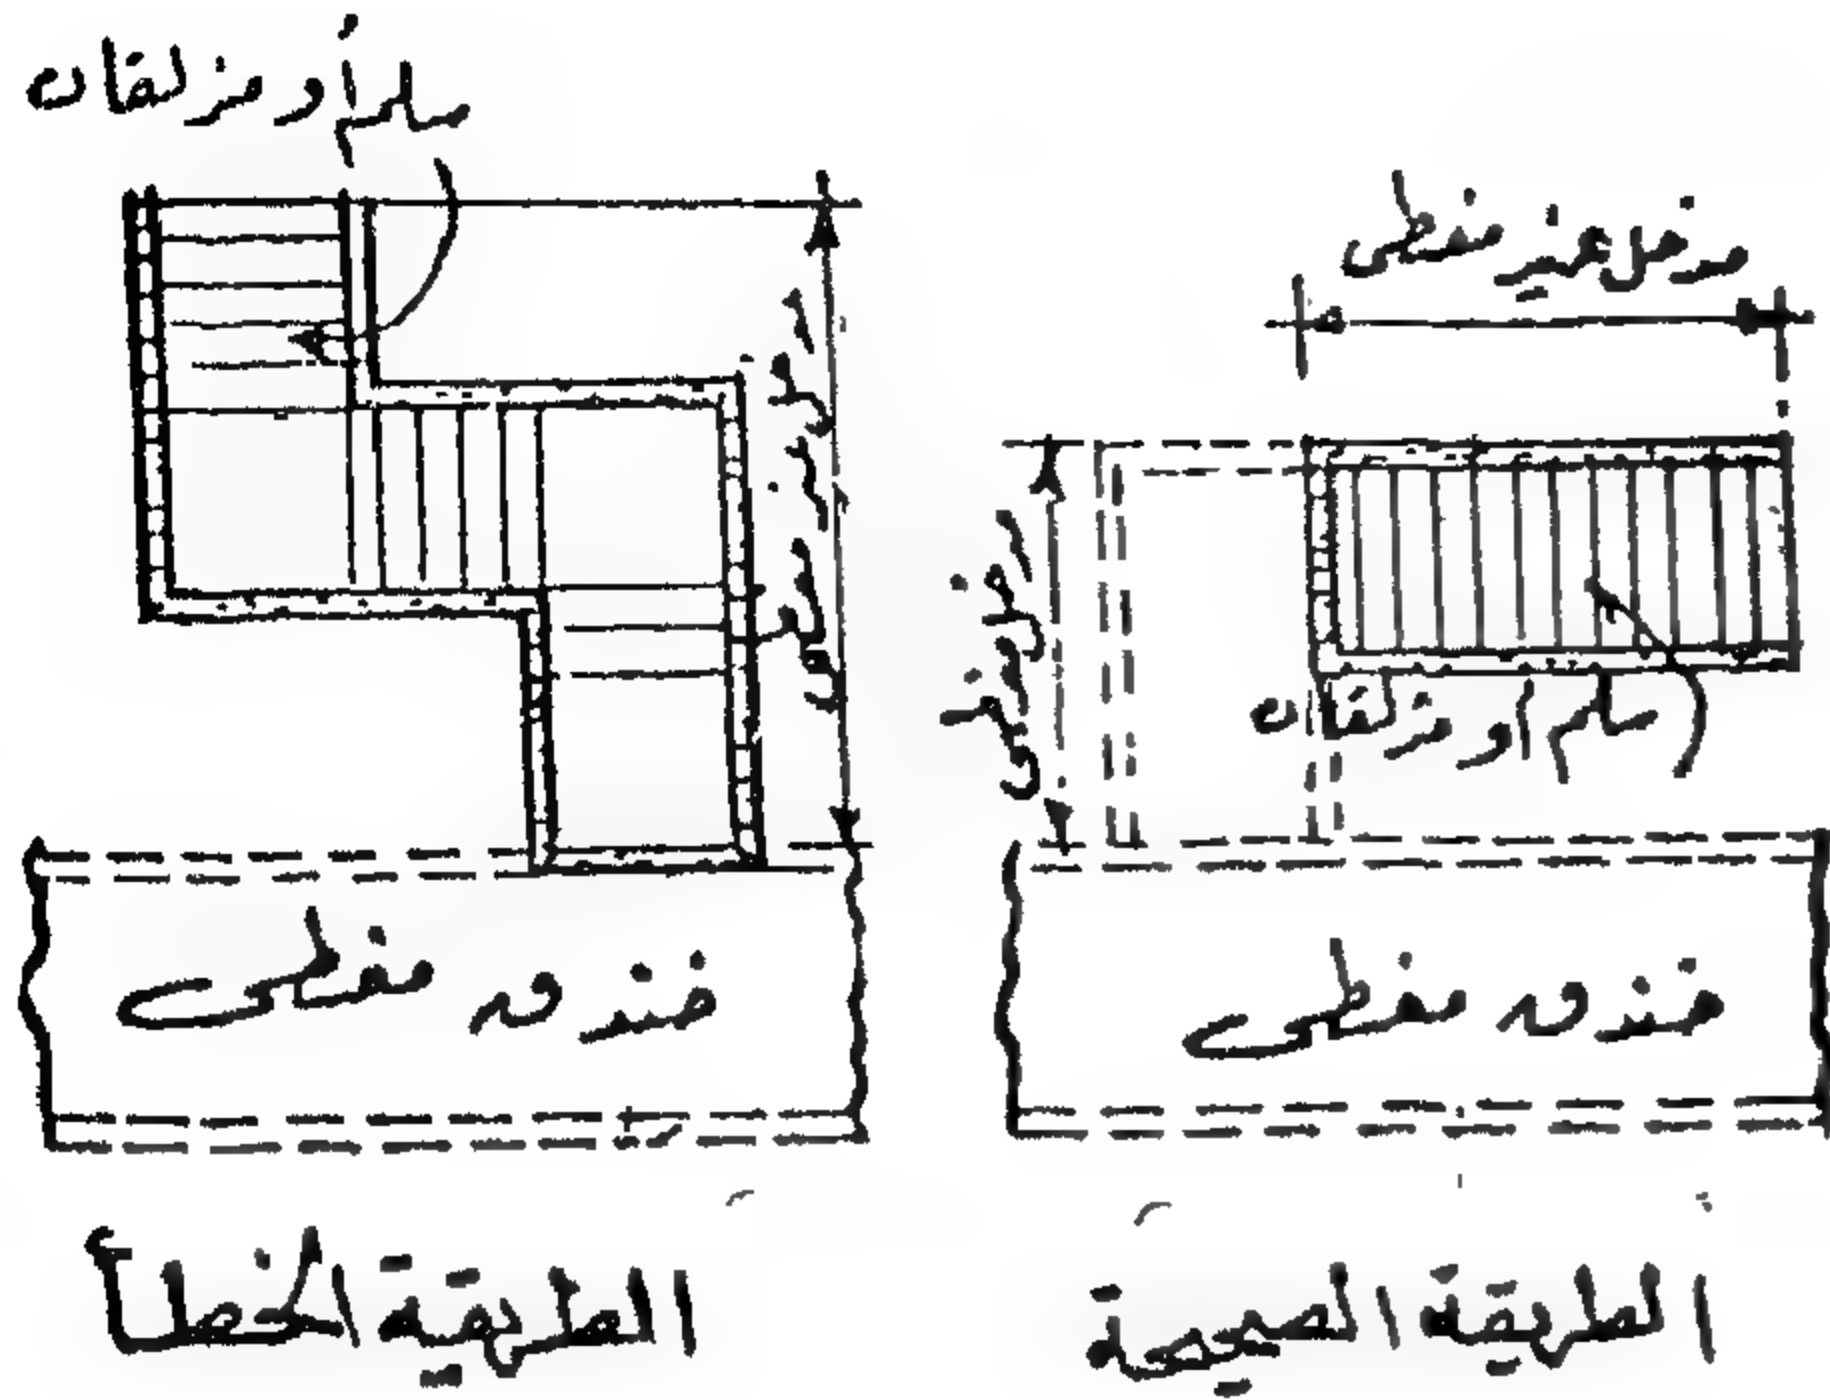 مدخل غير مغطى
سلم أو مزلقان
خندق مغطى
الطريقة الصحيحة
سلم أو مزلقان
خندق مغطى
الطريقة الخطأ